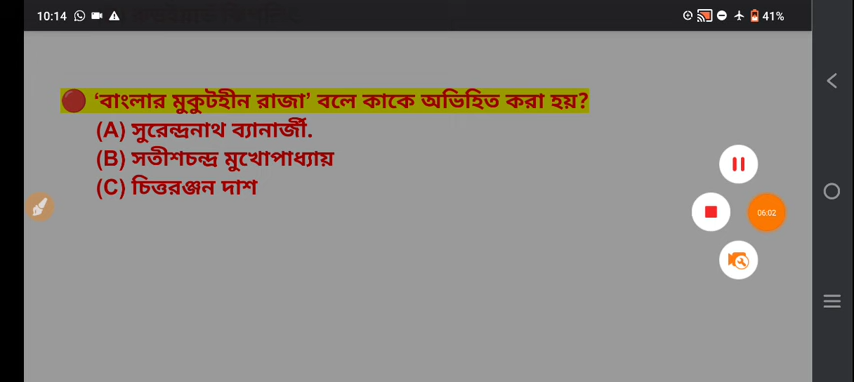 10:14
41%
🔴 ‘বাংলার মুকুটহীন রাজা’ বলে কাকে অভিহিত করা হয়?
(A) সুরেন্দ্রনাথ ব্যানার্জী.
(B) সতীশচন্দ্র মুখোপাধ্যায়
(C) চিত্তরঞ্জন দাশ
06:02